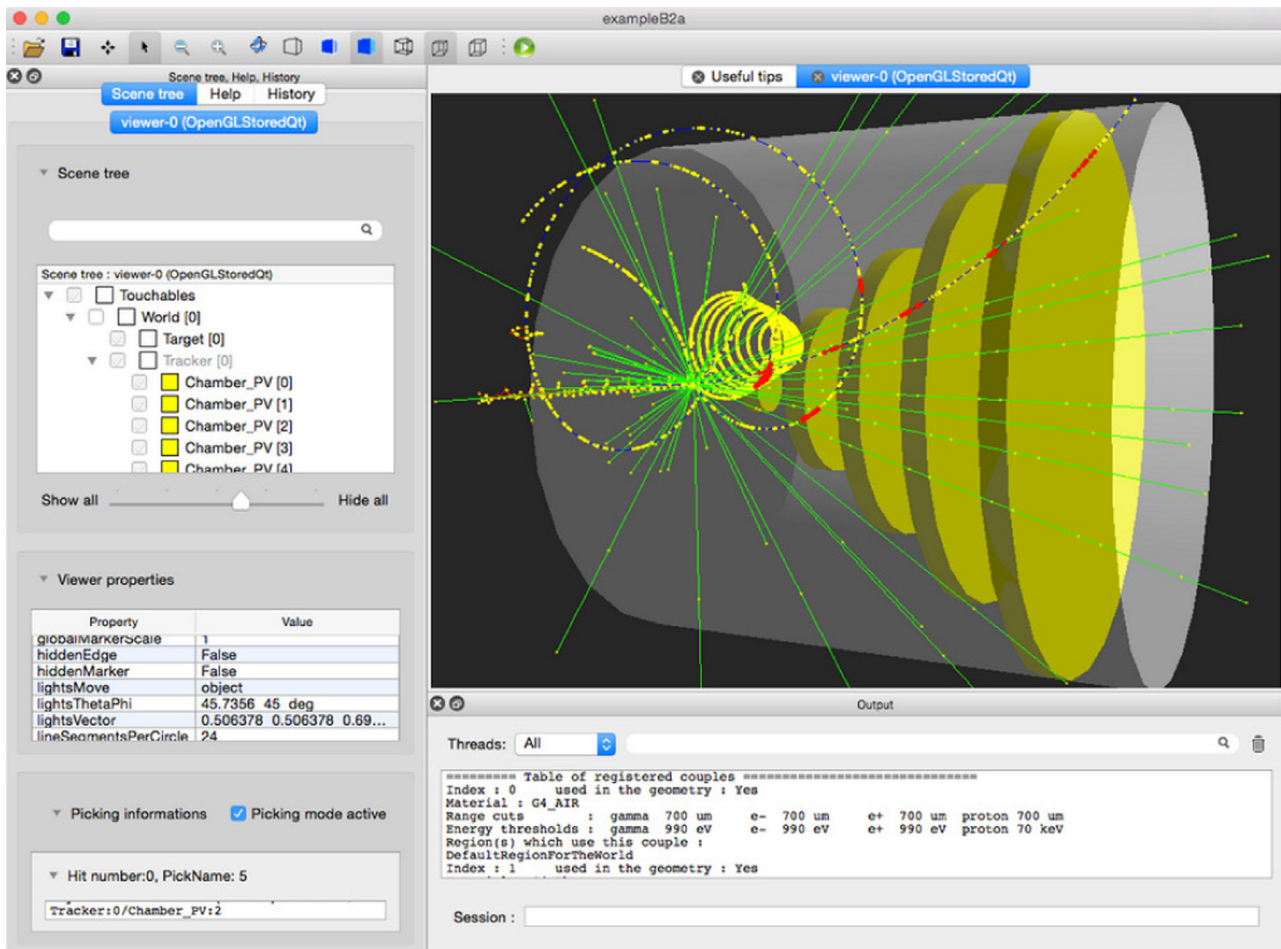 exampleB2a
Scene tree, Help, History
Scene tree Help History
viewer-0 (OpenGLStoredQt)
Scene tree
Scene tree : viewer-0 (OpenGLStoredQt)
Touchables
World [0]
Target [0]
Tracker [0]
Chamber_PV [0]
Chamber_PV [1]
Chamber_PV [2]
Chamber_PV [3]
Chamber_PV [4]
Show all Hide all
Viewer properties
Property Value
globalMarkerScale 1
hiddenEdge False
hiddenMarker False
lightsMove object
lightsThetaPhi 45.7356 45 deg
lightsVector 0.506378 0.506378 0.69...
lineSegmentsPerCircle 24
Picking informations Picking mode active
Hit number:0, PickName: 5
Tracker:0/Chamber_PV:2
Useful tips viewer-0 (OpenGLStoredQt)
Output
Threads: All
========= Table of registered couples ==============================
Index : 0 used in the geometry : Yes
Material : G4_AIR
Range cuts : gamma 700 um e- 700 um e+ 700 um proton 700 um
Energy thresholds : gamma 990 eV e- 990 eV e+ 990 eV proton 70 keV
Region(s) which use this couple :
DefaultRegionForTheWorld
Index : 1 used in the geometry : Yes
Session :